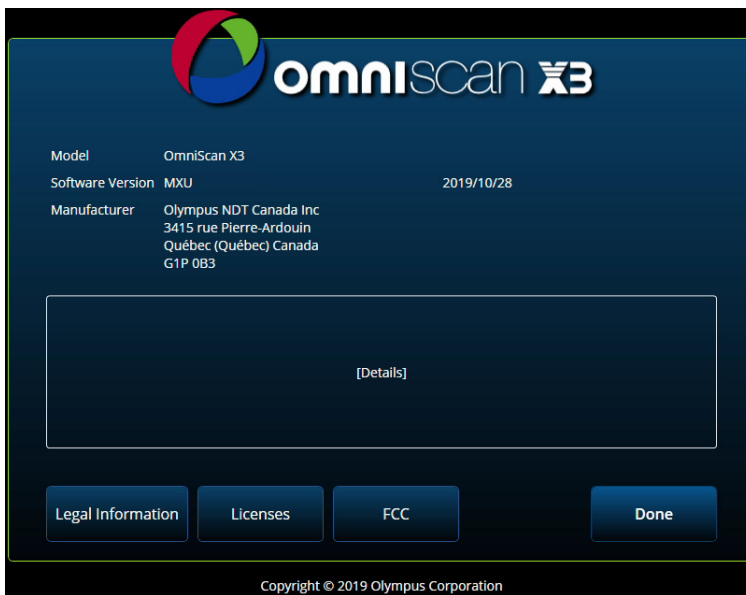 omniscan X3
Model OmniScan X3
Software Version MXU 2019/10/28
Manufacturer Olympus NDT Canada Inc
3415 rue Pierre-Ardouin
Québec (Québec) Canada
G1P 0B3
[Details]
Legal Information Licenses FCC Done
Copyright © 2019 Olympus Corporation